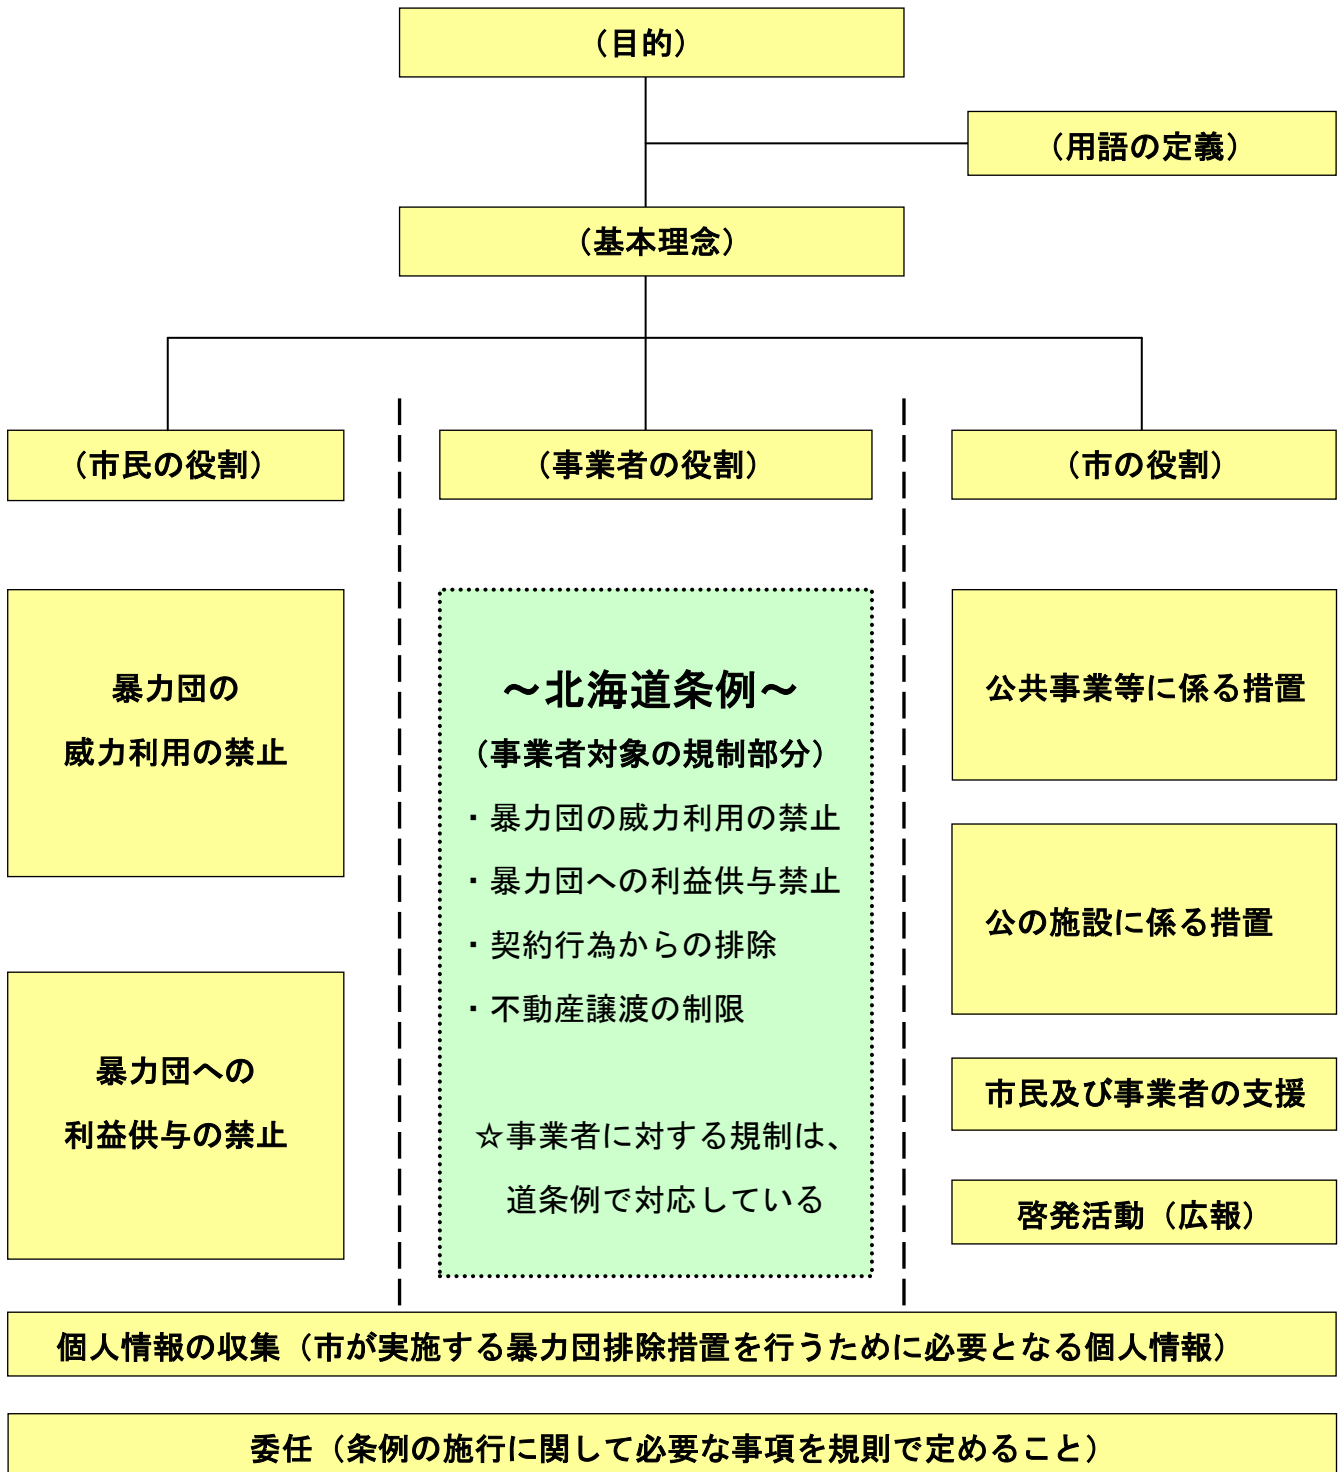 （目的）
（用語の定義）
（基本理念）
（市民の役割）
（事業者の役割）
（市の役割）
暴力団の
威力利用の禁止
暴力団への
利益供与の禁止
～北海道条例～
（事業者対象の規制部分）
・暴力団の威力利用の禁止
・暴力団への利益供与禁止
・契約行為からの排除
・不動産譲渡の制限
☆事業者に対する規制は、
道条例で対応している
公共事業等に係る措置
公の施設に係る措置
市民及び事業者の支援
啓発活動（広報）
個人情報の収集（市が実施する暴力団排除措置を行うために必要となる個人情報）
委任（条例の施行に関して必要な事項を規則で定めること）